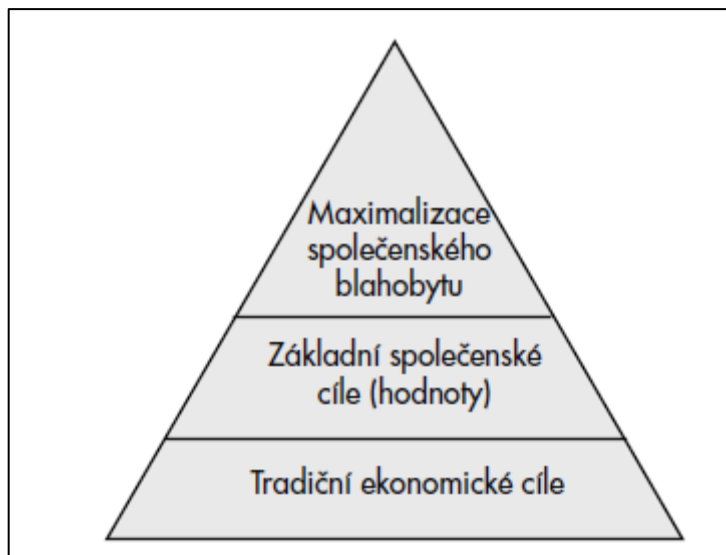 Maximalizace
společenského
blahobytu
Základní společenské
cíle (hodnoty)
Tradiční ekonomické cíle